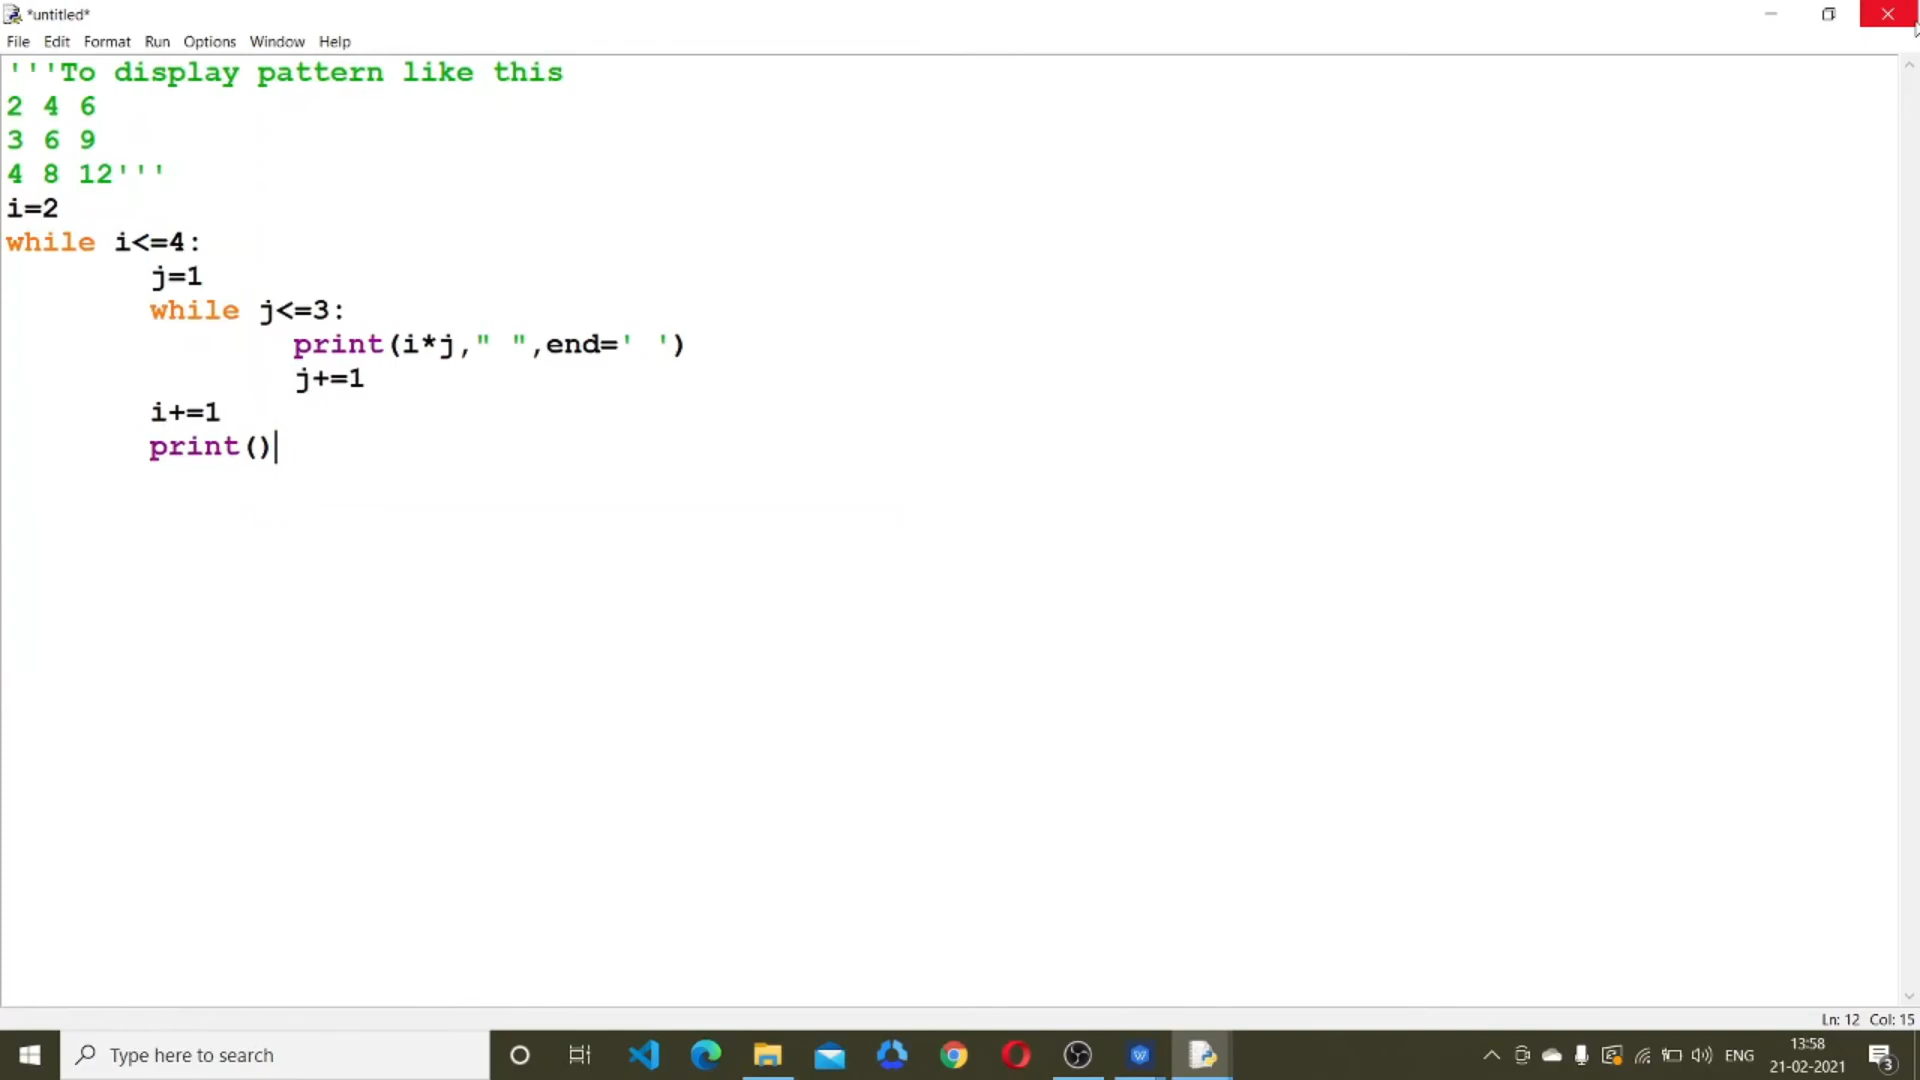 *untitled*
File Edit Format Run Options Window Help
'''To display pattern like this
2 4 6
3 6 9
4 8 12'''
i=2
while i<=4:
        j=1
        while j<=3:
                print(i*j," ",end=' ')
                j+=1
        i+=1
        print()
Ln: 12 Col: 15
Type here to search
ENG
13:58
21-02-2021
3